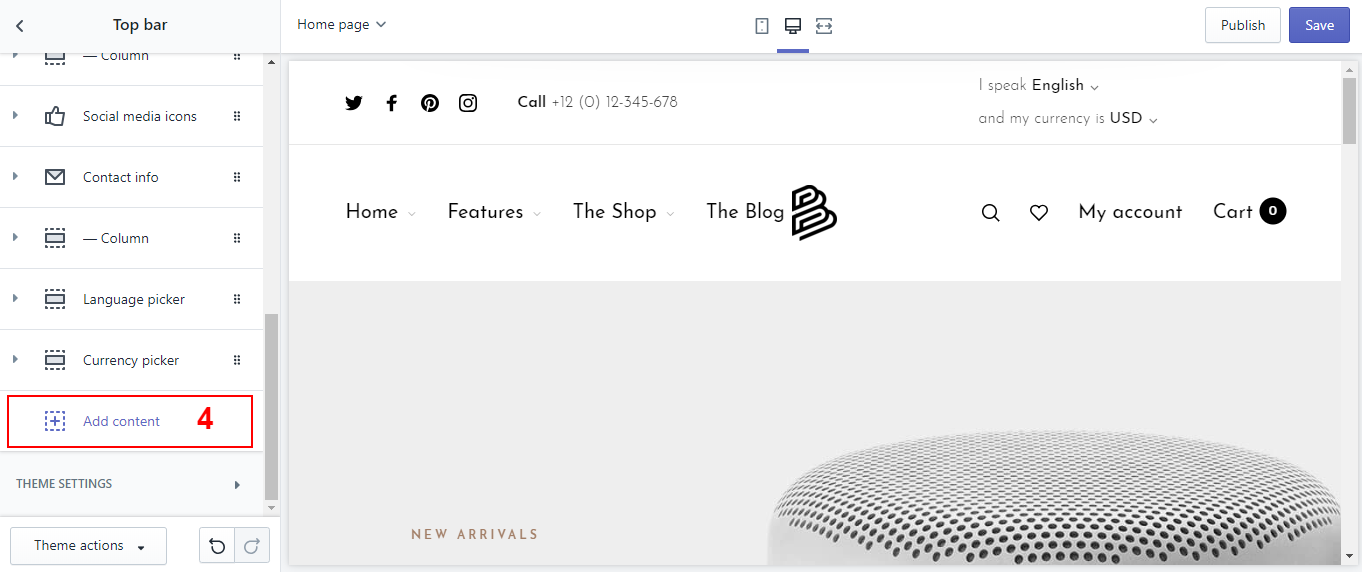 Top bar
Home page
Publish
Save
— Column
Social media icons
Contact info
— Column
Language picker
Currency picker
Add content 4
THEME SETTINGS
Theme actions
Call +12 (0) 12-345-678
I speak English
and my currency is USD
Home
Features
The Shop
The Blog
My account
Cart 0
NEW ARRIVALS